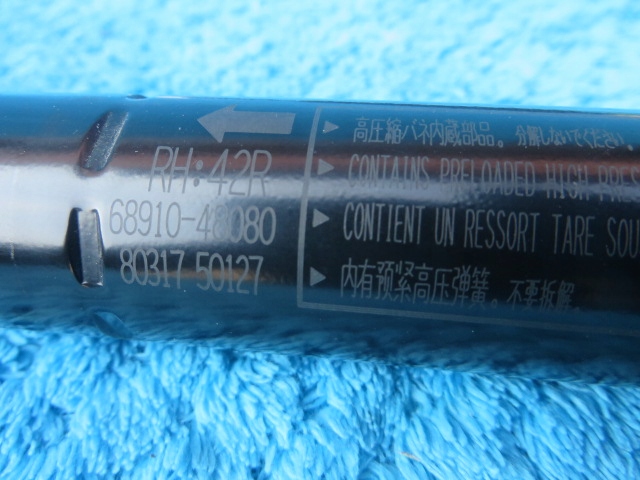 RH:42R
68910-48080
80317 50127
高圧縮バネ内蔵部品。分解しないでください。
CONTAINS PRELOADED HIGH PRES
CONTIENT UN RESSORT TARE SOU
内有预紧高压弹簧。不要拆解。